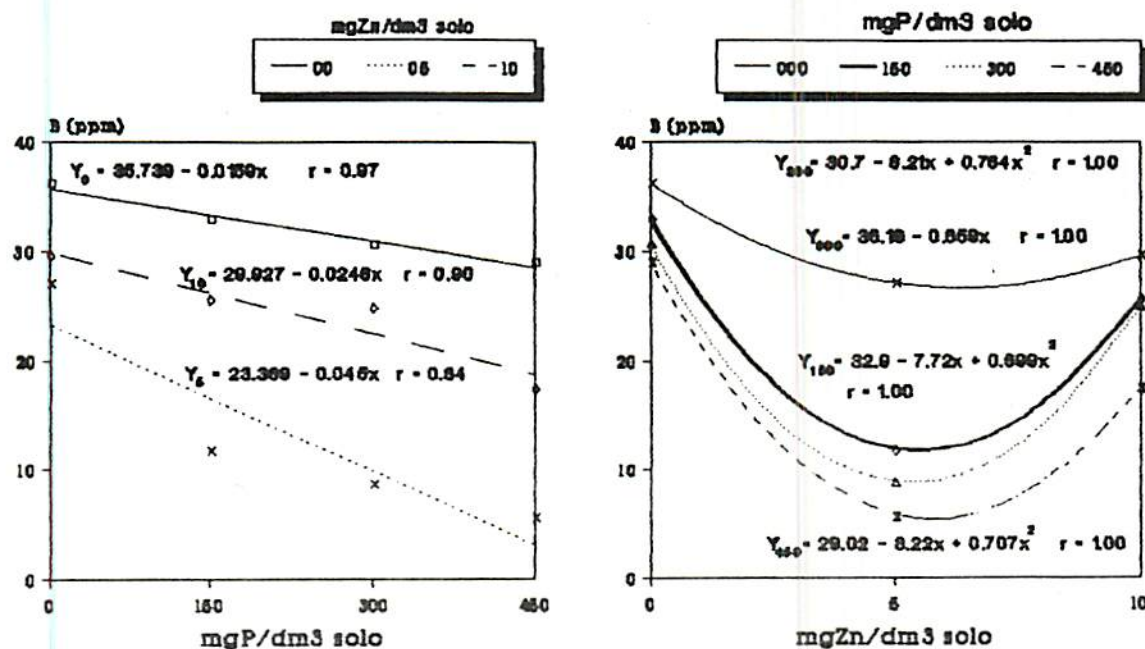 mgZn/dm3 solo
00 05 10
B (ppm)
40
30
20
10
0
Y0 = 35.739 - 0.0159x r = 0.97
Y10 = 29.927 - 0.0246x r = 0.90
Y5 = 23.369 - 0.045x r = 0.84
0 150 300 450
mgP/dm3 solo
mgP/dm3 solo
000 150 300 450
B (ppm)
40
30
20
10
0
Y300 = 30.7 - 8.21x + 0.764x² r = 1.00
Y000 = 36.18 - 0.659x r = 1.00
Y150 = 32.9 - 7.72x + 0.699x²
r = 1.00
Y450 = 29.02 - 8.22x + 0.707x² r = 1.00
0 5 10
mgZn/dm3 solo